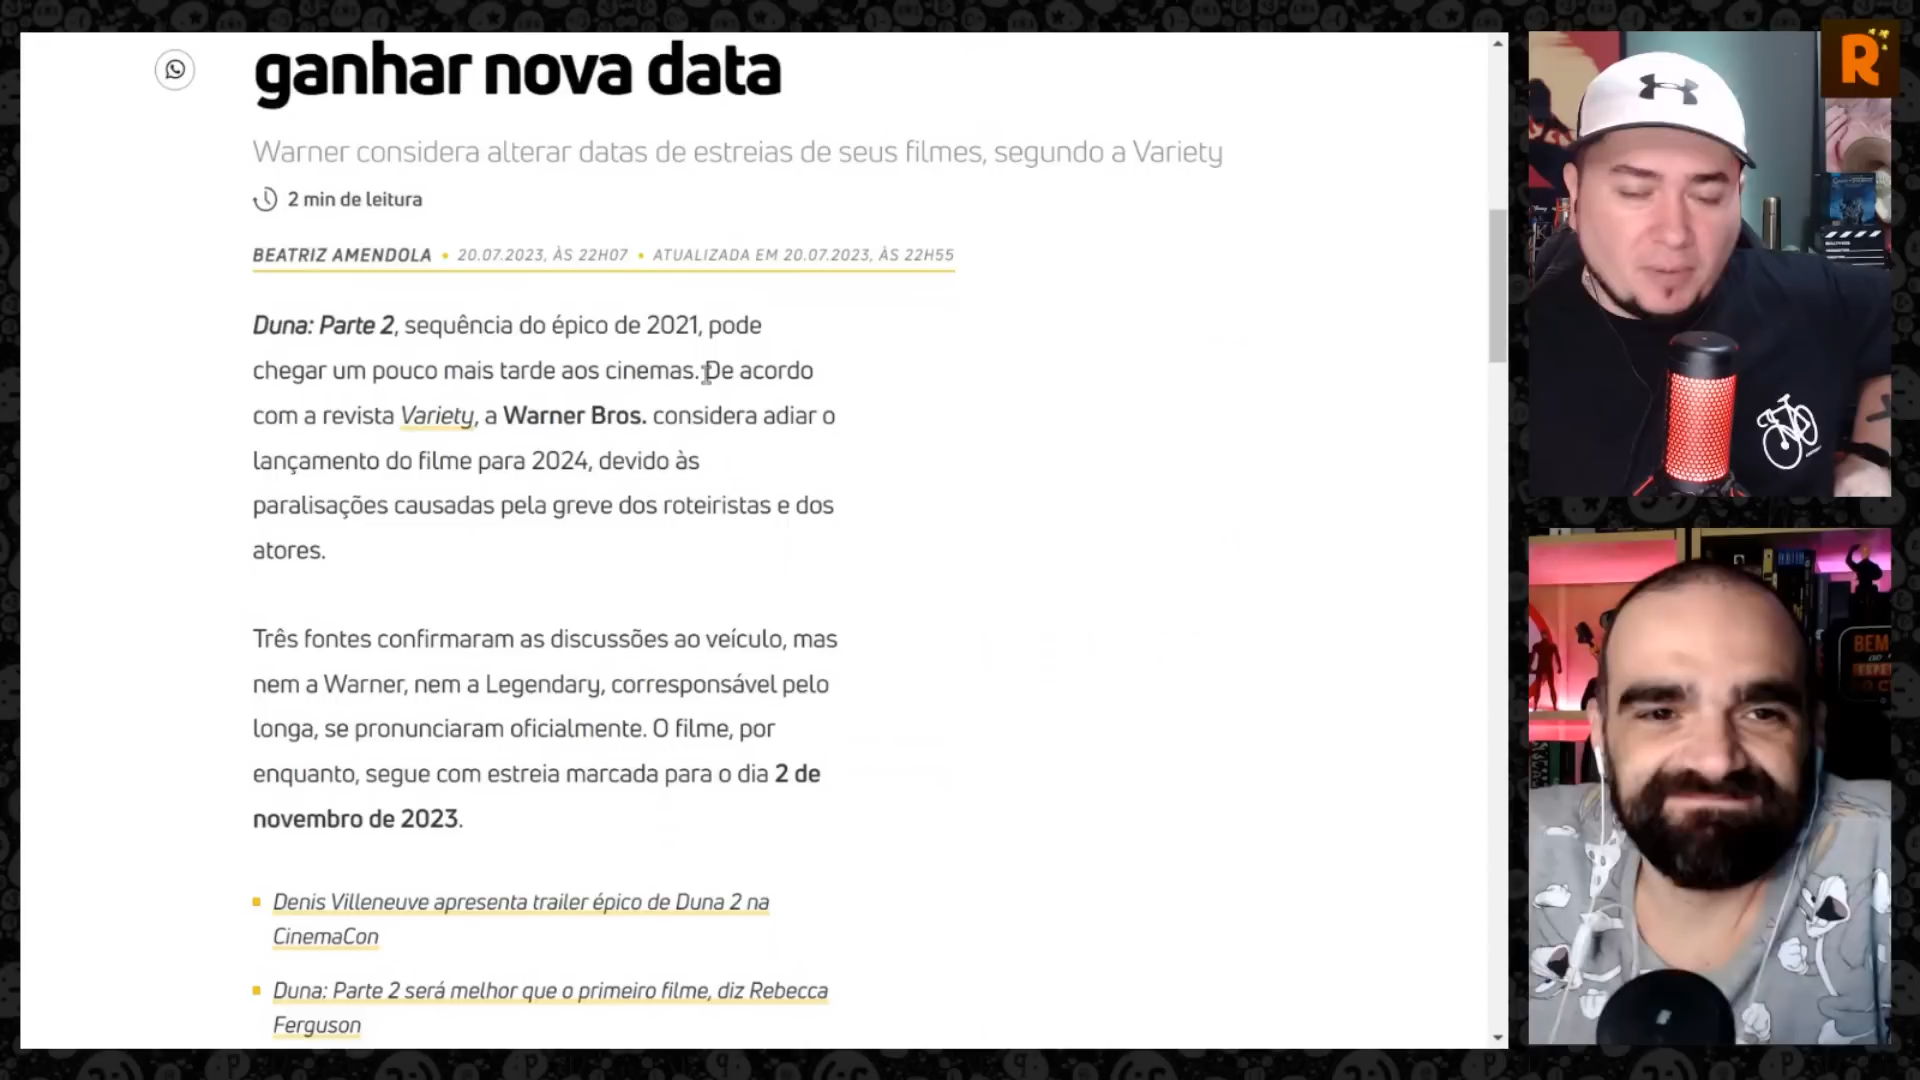 ganhar nova data
Warner considera alterar datas de estreias de seus filmes, segundo a Variety
2 min de leitura
BEATRIZ AMENDOLA • 20.07.2023, ÀS 22H07 • ATUALIZADA EM 20.07.2023, ÀS 22H55
Duna: Parte 2, sequência do épico de 2021, pode
chegar um pouco mais tarde aos cinemas. De acordo
com a revista Variety, a Warner Bros. considera adiar o
lançamento do filme para 2024, devido às
paralisações causadas pela greve dos roteiristas e dos
atores.
Três fontes confirmaram as discussões ao veículo, mas
nem a Warner, nem a Legendary, corresponsável pelo
longa, se pronunciaram oficialmente. O filme, por
enquanto, segue com estreia marcada para o dia 2 de
novembro de 2023.
Denis Villeneuve apresenta trailer épico de Duna 2 na
CinemaCon
Duna: Parte 2 será melhor que o primeiro filme, diz Rebecca
Ferguson
R
BEM